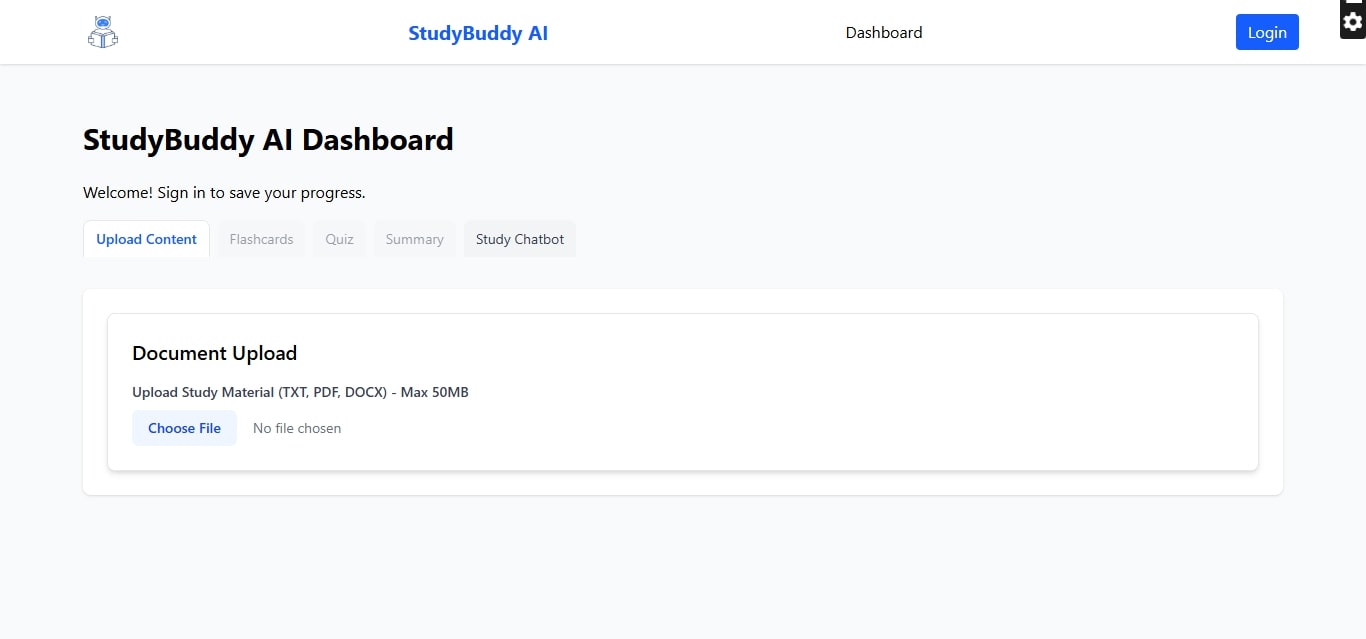 StudyBuddy AI
Dashboard
Login
StudyBuddy AI Dashboard
Welcome! Sign in to save your progress.
Upload Content
Flashcards
Quiz
Summary
Study Chatbot
Document Upload
Upload Study Material (TXT, PDF, DOCX) - Max 50MB
Choose File
No file chosen